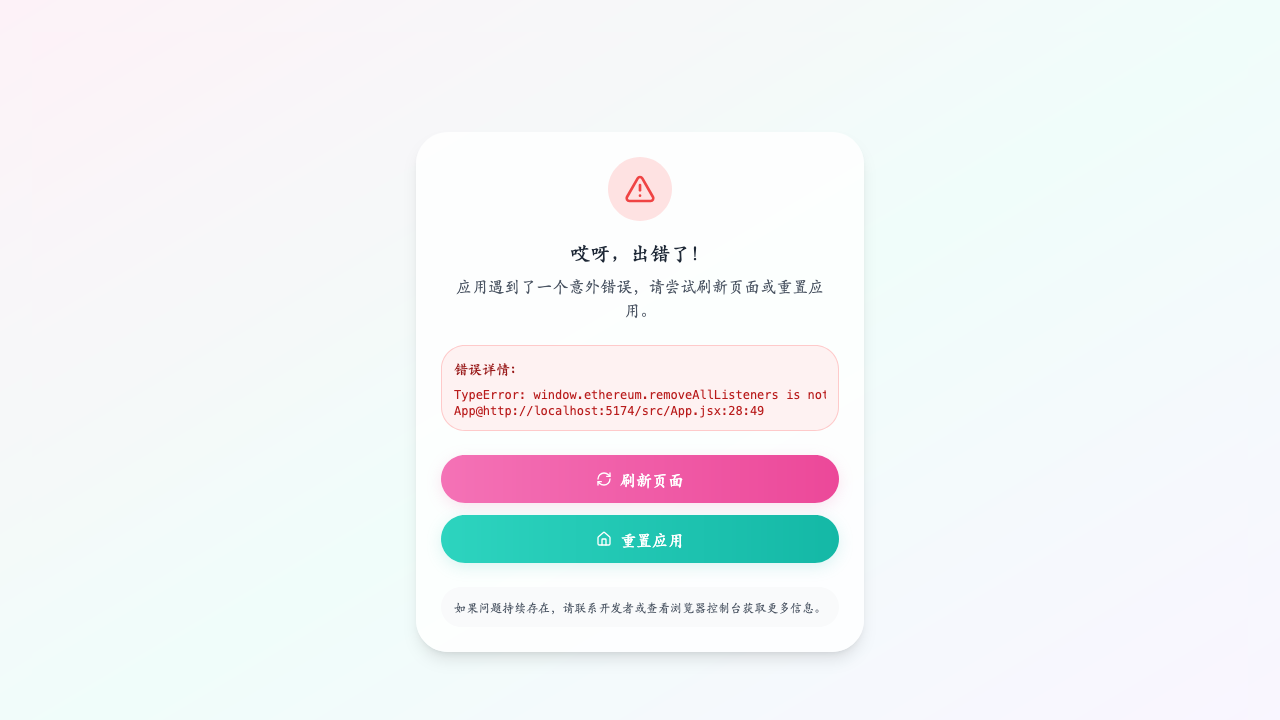 哎呀，出错了！
应用遇到了一个意外错误，请尝试刷新页面或重置应
用。
错误详情：
TypeError: window.ethereum.removeAllListeners is not
App@http://localhost:5174/src/App.jsx:28:49
刷新页面
重置应用
如果问题持续存在，请联系开发者或查看浏览器控制台获取更多信息。